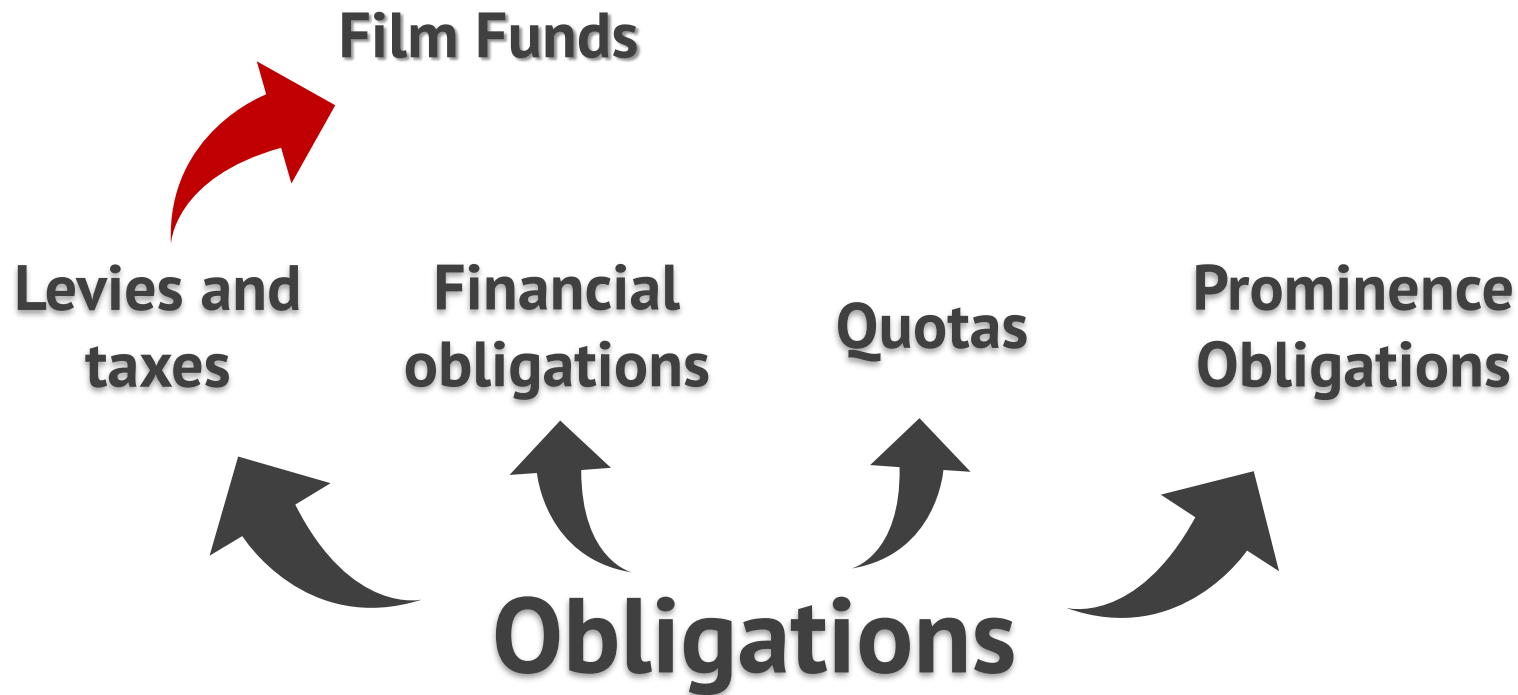 Film Funds
Levies and
taxes
Financial
obligations
Quotas
Prominence
Obligations
Obligations